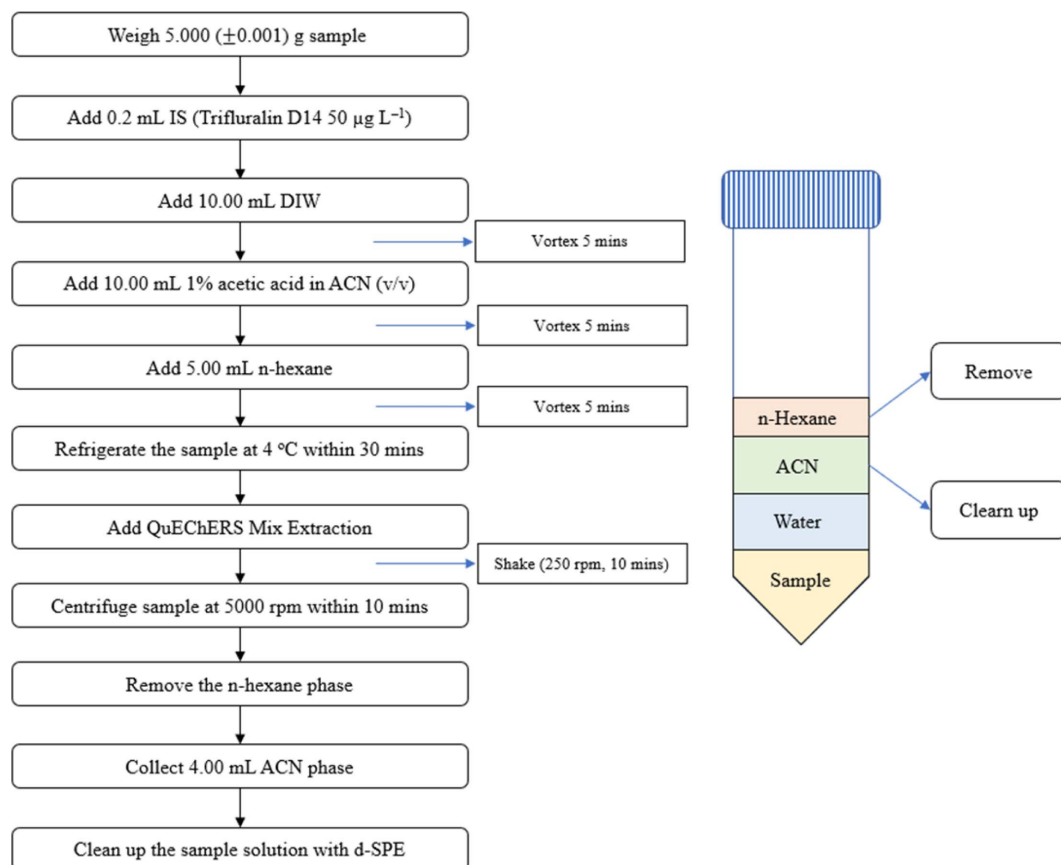 Weigh 5.000 (±0.001) g sample
Add 0.2 mL IS (Trifluralin D14 50 µg L⁻¹)
Add 10.00 mL DIW
Vortex 5 mins
Add 10.00 mL 1% acetic acid in ACN (v/v)
Vortex 5 mins
Add 5.00 mL n-hexane
Vortex 5 mins
Refrigerate the sample at 4 °C within 30 mins
Add QuEChERS Mix Extraction
Shake (250 rpm, 10 mins)
Centrifuge sample at 5000 rpm within 10 mins
Remove the n-hexane phase
Collect 4.00 mL ACN phase
Clean up the sample solution with d-SPE
n-Hexane
ACN
Water
Sample
Remove
Clearn up